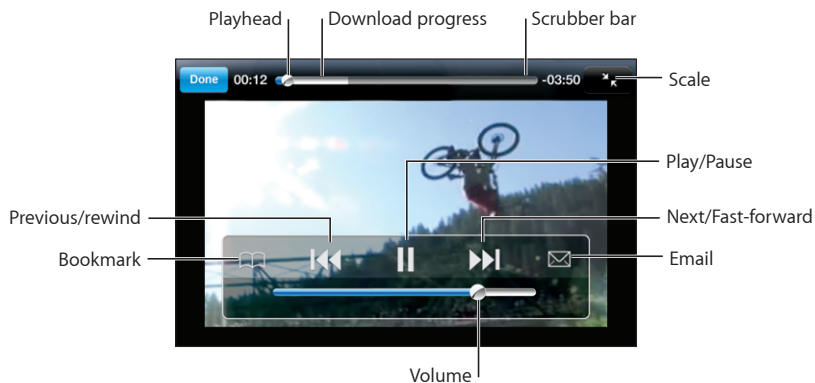 Playhead
Download progress
Scrubber bar
Done
00:12
-03:50
Scale
Play/Pause
Previous/rewind
Next/Fast-forward
Bookmark
Email
Volume